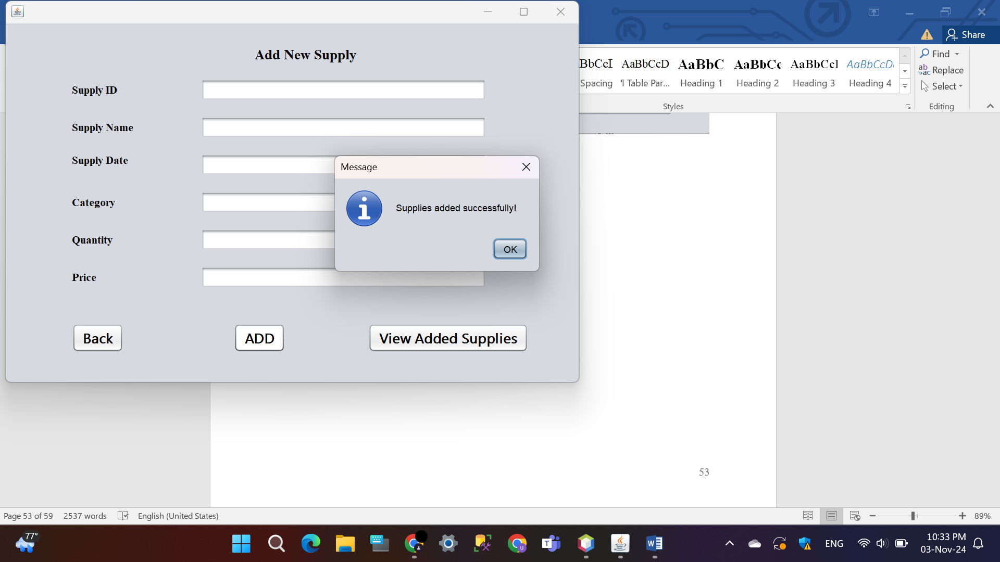 Add New Supply
Supply ID
Supply Name
Supply Date
Category
Quantity
Price
Message
Supplies added successfully!
OK
Back
ADD
View Added Supplies
Share
BbCcI AaBbCcD AaBbC AaBbCc AaBbCcI AaBbCcD
Spacing ¶ Table Par... Heading 1 Heading 2 Heading 3 Heading 4
Styles
Find
Replace
Select
Editing
53
Page 53 of 59 2537 words English (United States) 89%
77°
ENG
10:33 PM
03-Nov-24